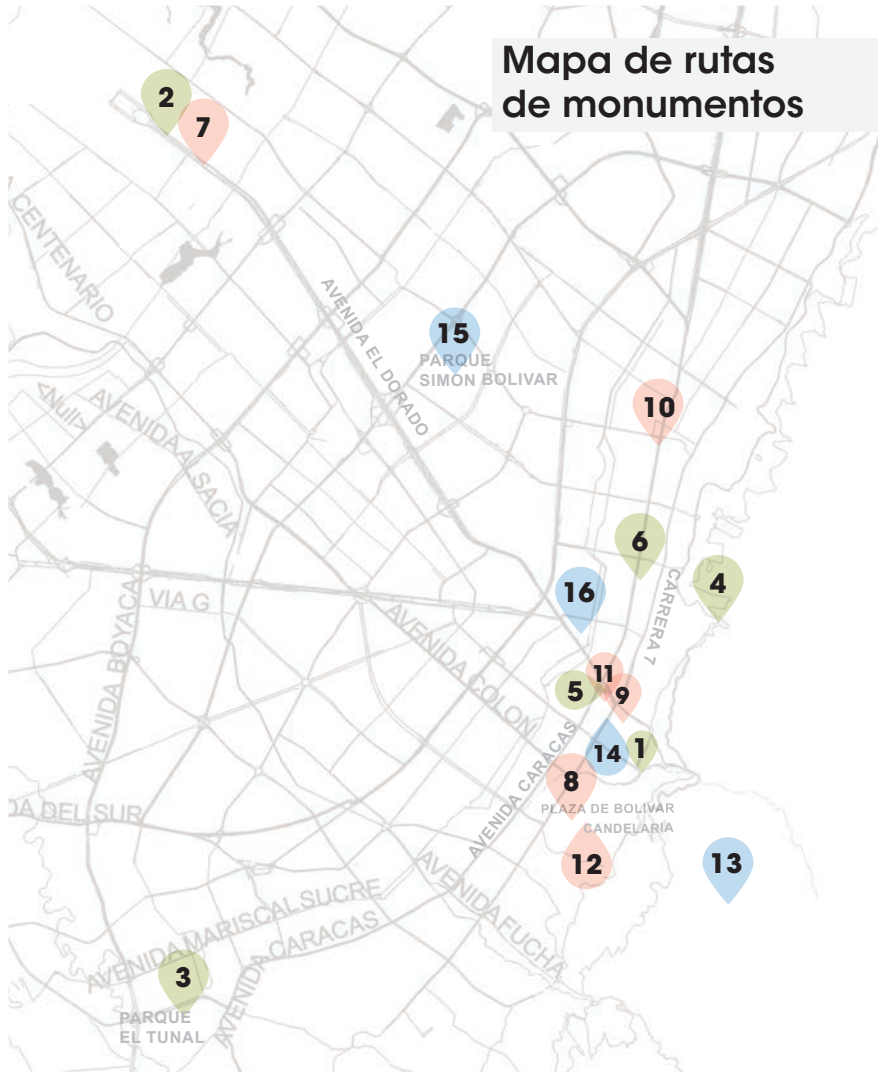 Mapa de rutas
de monumentos
2
7
CENTENARIO
AVENIDA EL DORADO
15
PARQUE
SIMON BOLIVAR
<Null>
AVENIDA ALSACIA
10
6
4
16
CARRERA 7
VIA G
AVENIDA BOYACA
AVENIDA COLON
11
5
9
14
1
AVENIDA CARACAS
8
PLAZA DE BOLIVAR
CANDELARIA
DA DEL SUR
12
13
AVENIDA MARISCAL SUCRE
AVENIDA FUCHA
AVENIDA CARACAS
3
PARQUE
EL TUNAL